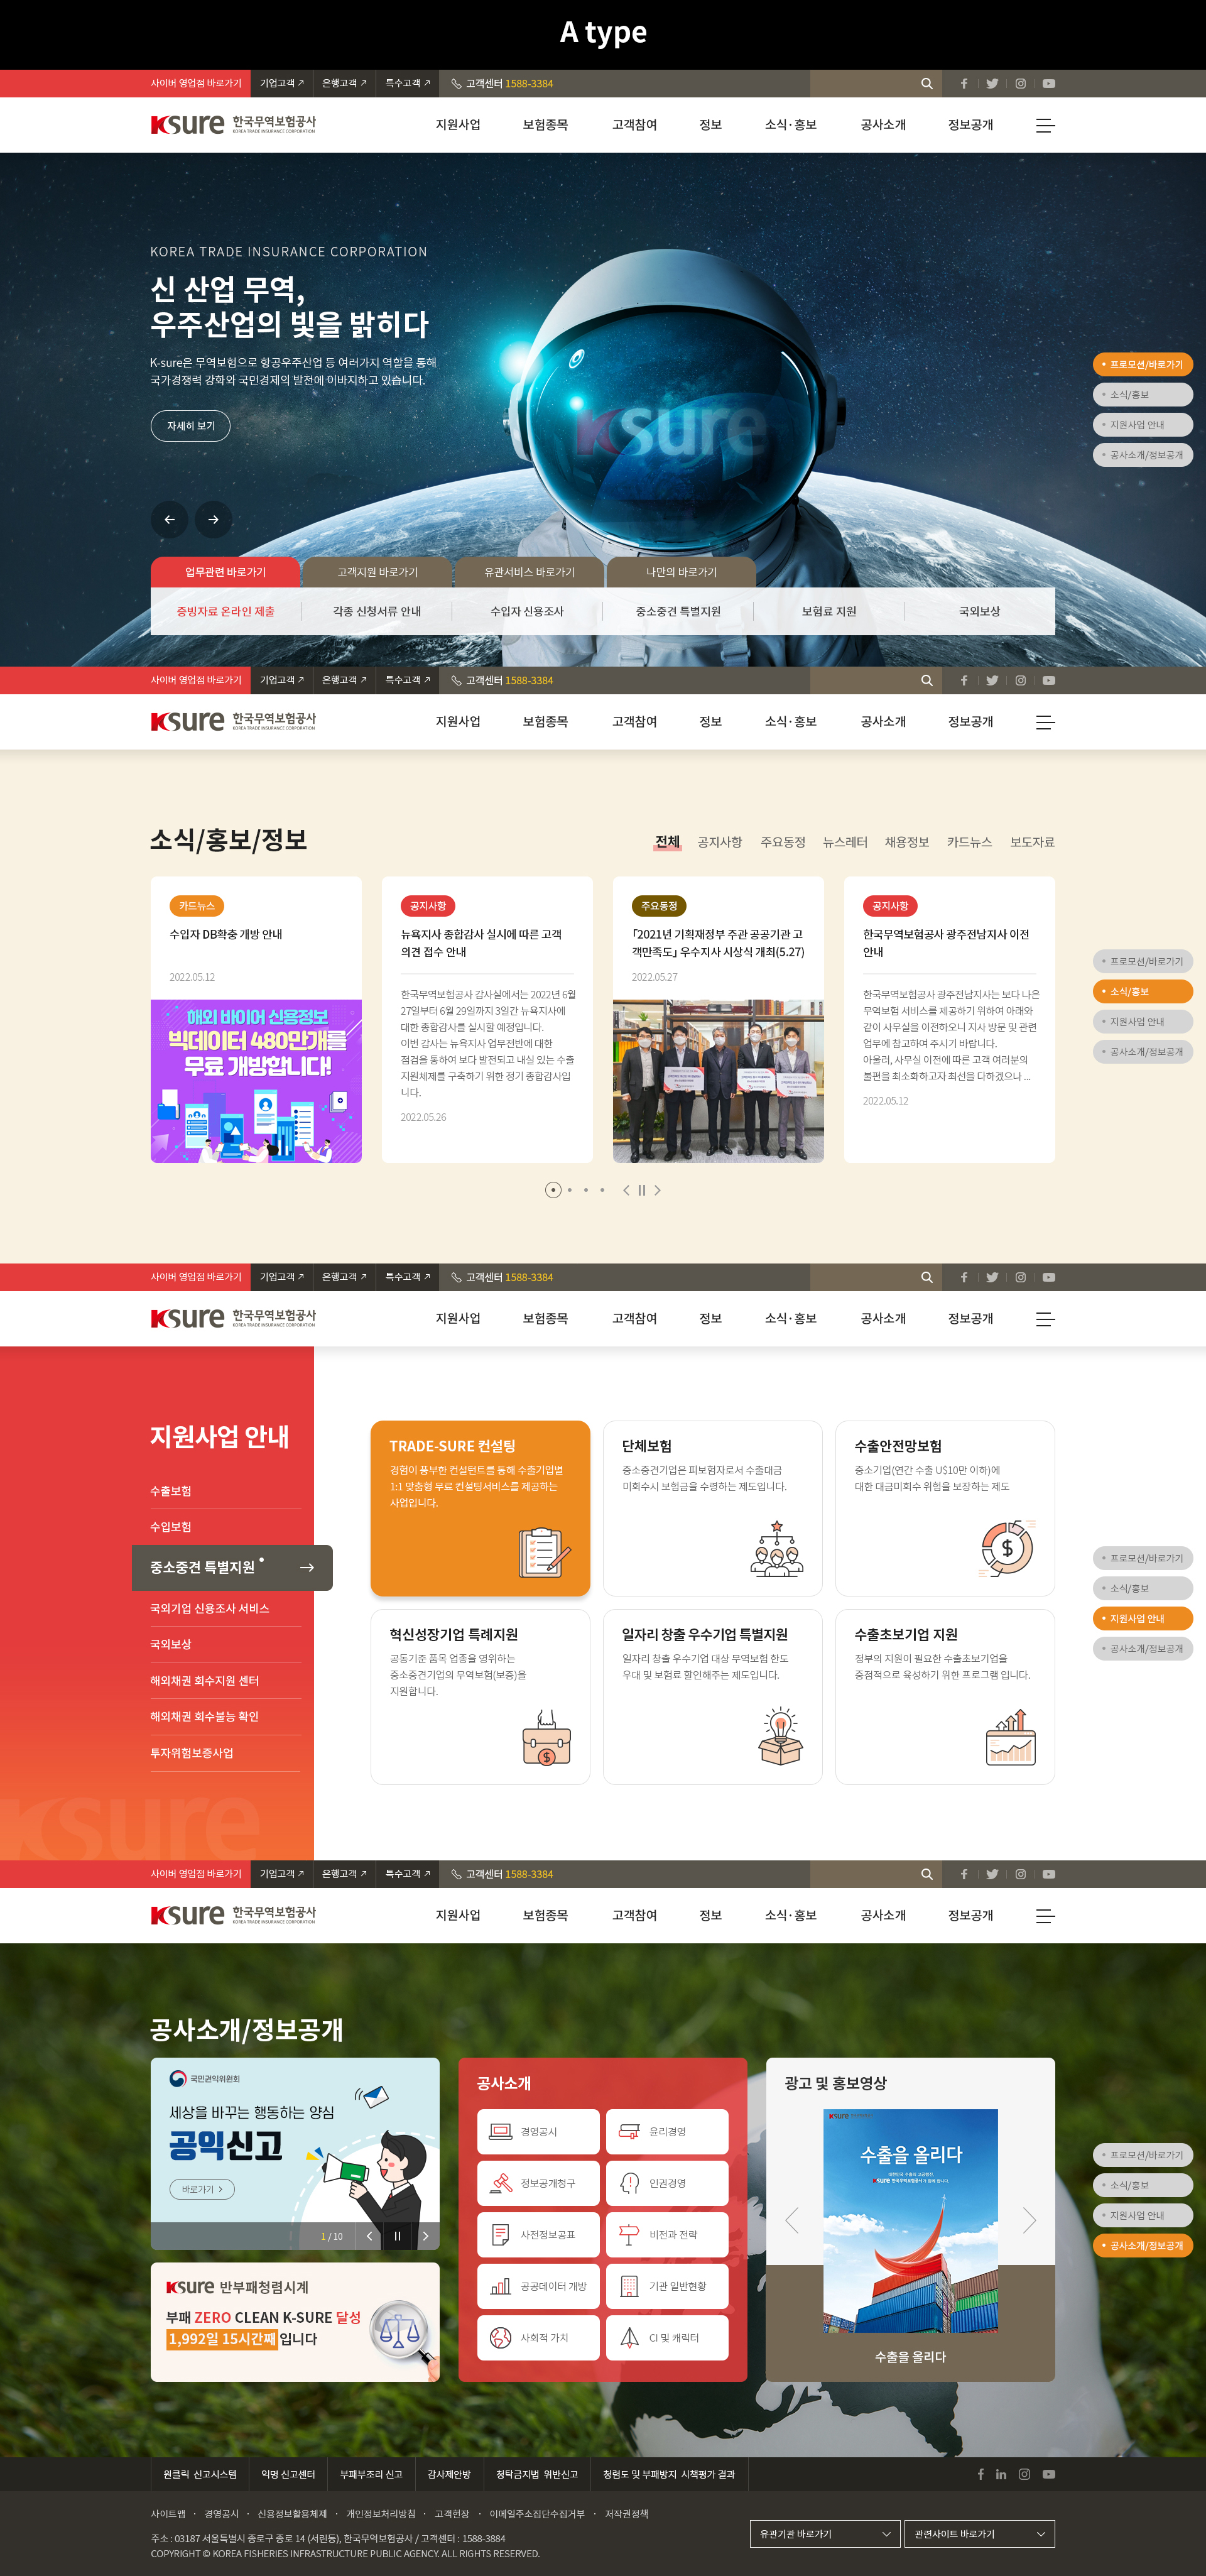 A type
사이버 영업점 바로가기
기업고객
은행고객
특수고객
고객센터 1588-3384
Ksure 한국무역보험공사
KOREA TRADE INSURANCE CORPORATION
지원사업
보험종목
고객참여
정보
소식·홍보
공사소개
정보공개
KOREA TRADE INSURANCE CORPORATION
신 산업 무역,
우주산업의 빛을 밝히다
K-sure은 무역보험으로 항공우주산업 등 여러가지 역할을 통해
국가경쟁력 강화와 국민경제의 발전에 이바지하고 있습니다.
자세히 보기
ksure
프로모션/바로가기
소식/홍보
지원사업 안내
공사소개/정보공개
업무관련 바로가기
고객지원 바로가기
유관서비스 바로가기
나만의 바로가기
증빙자료 온라인 제출
각종 신청서류 안내
수입자 신용조사
중소중견 특별지원
보험료 지원
국외보상
사이버 영업점 바로가기
기업고객
은행고객
특수고객
고객센터 1588-3384
Ksure 한국무역보험공사
KOREA TRADE INSURANCE CORPORATION
지원사업
보험종목
고객참여
정보
소식·홍보
공사소개
정보공개
소식/홍보/정보
전체
공지사항
주요동정
뉴스레터
채용정보
카드뉴스
보도자료
카드뉴스
수입자 DB확충 개방 안내
2022.05.12
해외 바이어 신용정보
빅데이터 480만개를
무료 개방합니다!
공지사항
뉴욕지사 종합감사 실시에 따른 고객
의견 접수 안내
한국무역보험공사 감사실에서는 2022년 6월
27일부터 6월 29일까지 3일간 뉴욕지사에
대한 종합감사를 실시할 예정입니다.
이번 감사는 뉴욕지사 업무전반에 대한
점검을 통하여 보다 발전되고 내실 있는 수출
지원체제를 구축하기 위한 정기 종합감사입
니다.
2022.05.26
주요동정
「2021년 기획재정부 주관 공공기관 고
객만족도」 우수지사 시상식 개최(5.27)
2022.05.27
공지사항
한국무역보험공사 광주전남지사 이전
안내
한국무역보험공사 광주전남지사는 보다 나은
무역보험 서비스를 제공하기 위하여 아래와
같이 사무실을 이전하오니 지사 방문 및 관련
업무에 참고하여 주시기 바랍니다.
아울러, 사무실 이전에 따른 고객 여러분의
불편을 최소화하고자 최선을 다하겠으나 ...
2022.05.12
프로모션/바로가기
소식/홍보
지원사업 안내
공사소개/정보공개
사이버 영업점 바로가기
기업고객
은행고객
특수고객
고객센터 1588-3384
Ksure 한국무역보험공사
KOREA TRADE INSURANCE CORPORATION
지원사업
보험종목
고객참여
정보
소식·홍보
공사소개
정보공개
지원사업 안내
수출보험
수입보험
중소중견 특별지원
국외기업 신용조사 서비스
국외보상
해외채권 회수지원 센터
해외채권 회수불능 확인
투자위험보증사업
ksure
TRADE-SURE 컨설팅
경험이 풍부한 컨설턴트를 통해 수출기업별
1:1 맞춤형 무료 컨설팅서비스를 제공하는
사업입니다.
단체보험
중소중견기업은 피보험자로서 수출대금
미회수시 보험금을 수령하는 제도입니다.
수출안전망보험
중소기업(연간 수출 U$10만 이하)에
대한 대금미회수 위험을 보장하는 제도
혁신성장기업 특례지원
공동기준 품목 업종을 영위하는
중소중견기업의 무역보험(보증)을
지원합니다.
일자리 창출 우수기업 특별지원
일자리 창출 우수기업 대상 무역보험 한도
우대 및 보험료 할인해주는 제도입니다.
수출초보기업 지원
정부의 지원이 필요한 수출초보기업을
중점적으로 육성하기 위한 프로그램 입니다.
프로모션/바로가기
소식/홍보
지원사업 안내
공사소개/정보공개
사이버 영업점 바로가기
기업고객
은행고객
특수고객
고객센터 1588-3384
Ksure 한국무역보험공사
KOREA TRADE INSURANCE CORPORATION
지원사업
보험종목
고객참여
정보
소식·홍보
공사소개
정보공개
공사소개/정보공개
국민권익위원회
세상을 바꾸는 행동하는 양심
공익신고
바로가기
1 / 10
Ksure 반부패청렴시계
부패 ZERO CLEAN K-SURE 달성
1,992일 15시간째 입니다
공사소개
경영공시
윤리경영
정보공개청구
인권경영
사전정보공표
비전과 전략
공공데이터 개방
기관 일반현황
사회적 가치
CI 및 캐릭터
광고 및 홍보영상
Ksure
수출을 올리다
수출을 올리다
프로모션/바로가기
소식/홍보
지원사업 안내
공사소개/정보공개
원클릭 신고시스템
익명 신고센터
부패부조리 신고
감사제안방
청탁금지법 위반신고
청렴도 및 부패방지 시책평가 결과
사이트맵 · 경영공시 · 신용정보활용체제 · 개인정보처리방침 · 고객헌장 · 이메일주소집단수집거부 · 저작권정책
주소 : 03187 서울특별시 종로구 종로 14 (서린동), 한국무역보험공사 / 고객센터 : 1588-3884
COPYRIGHT © KOREA FISHERIES INFRASTRUCTURE PUBLIC AGENCY. ALL RIGHTS RESERVED.
유관기관 바로가기
관련사이트 바로가기